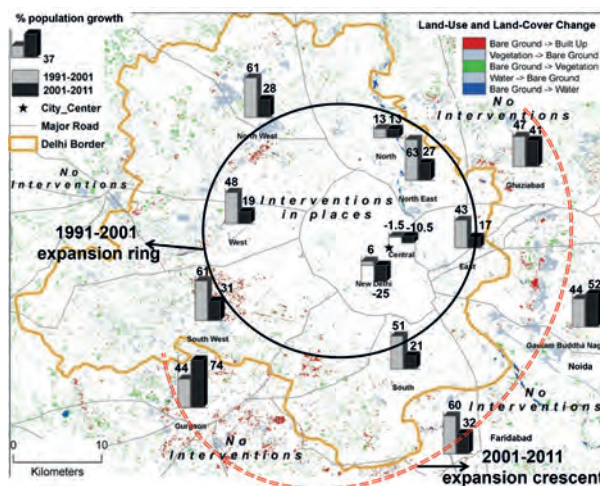 % population growth
37
1991-2001
2001-2011
City_Center
Major Road
Delhi Border
Land-Use and Land-Cover Change
Bare Ground -> Built Up
Vegetation -> Bare Ground
Bare Ground -> Vegetation
Water -> Bare Ground
Bare Ground -> Water
No
Interventions
61
28
North West
13 13
North
63
27
North East
47
41
Ghaziabad
No
Interventions
48
19
West
Interventions
in places
-1.5
-10.5
Central
43
17
East
1991-2001
expansion ring
6
-25
New Delhi
61
31
South West
44
52
Gautam Buddha Nag
Noida
51
21
South
44
74
Gurgaon
No
Interventions
60
32
Faridabad
No
Interventions
0
10
Kilometers
2001-2011
expansion crescent